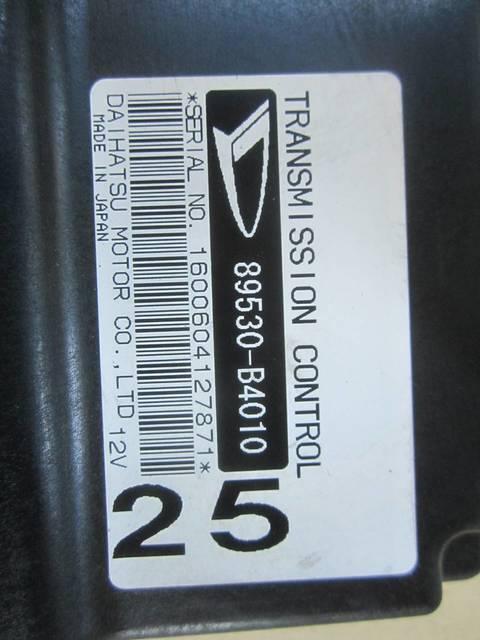 TRANSMISSION CONTROL
89530-B4010
*SERIAL NO. 1600604127871*
DAIHATSU MOTOR CO.,LTD 12V
MADE IN JAPAN
25